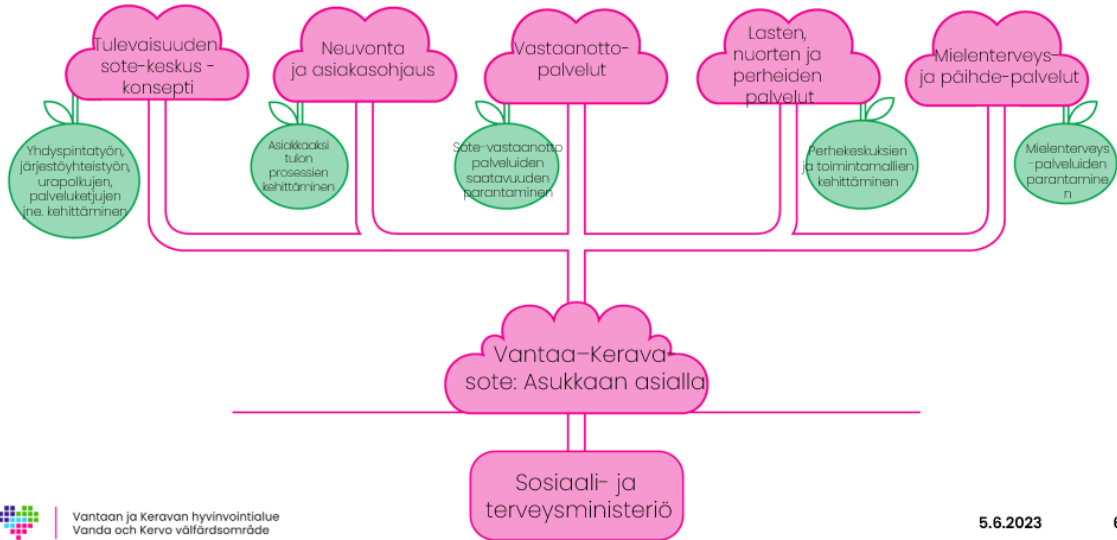 Tulevaisuuden
sote-keskus -
konsepti
Neuvonta
ja asiakasohjaus
Vastaanotto-
palvelut
Lasten,
nuorten ja
perheiden
palvelut
Mielenterveys-
ja päihde-palvelut
Yhdyspintatyön,
järjestöyhteistyön,
urapolkujen,
palveluketjujen
jne. kehittäminen
Asiakkaaksi
tulon
prosessien
kehittäminen
Sote-vastaanotto
palveluiden
saatavuuden
parantaminen
Perhekeskuksien
ja toimintamallien
kehittäminen
Mielenterveys
-palveluiden
parantamine
n
Vantaa-Kerava-
sote: Asukkaan asialla
Sosiaali- ja
terveysministeriö
Vantaan ja Keravan hyvinvointialue
Vanda och Kervo välfärdsområde
5.6.2023
6